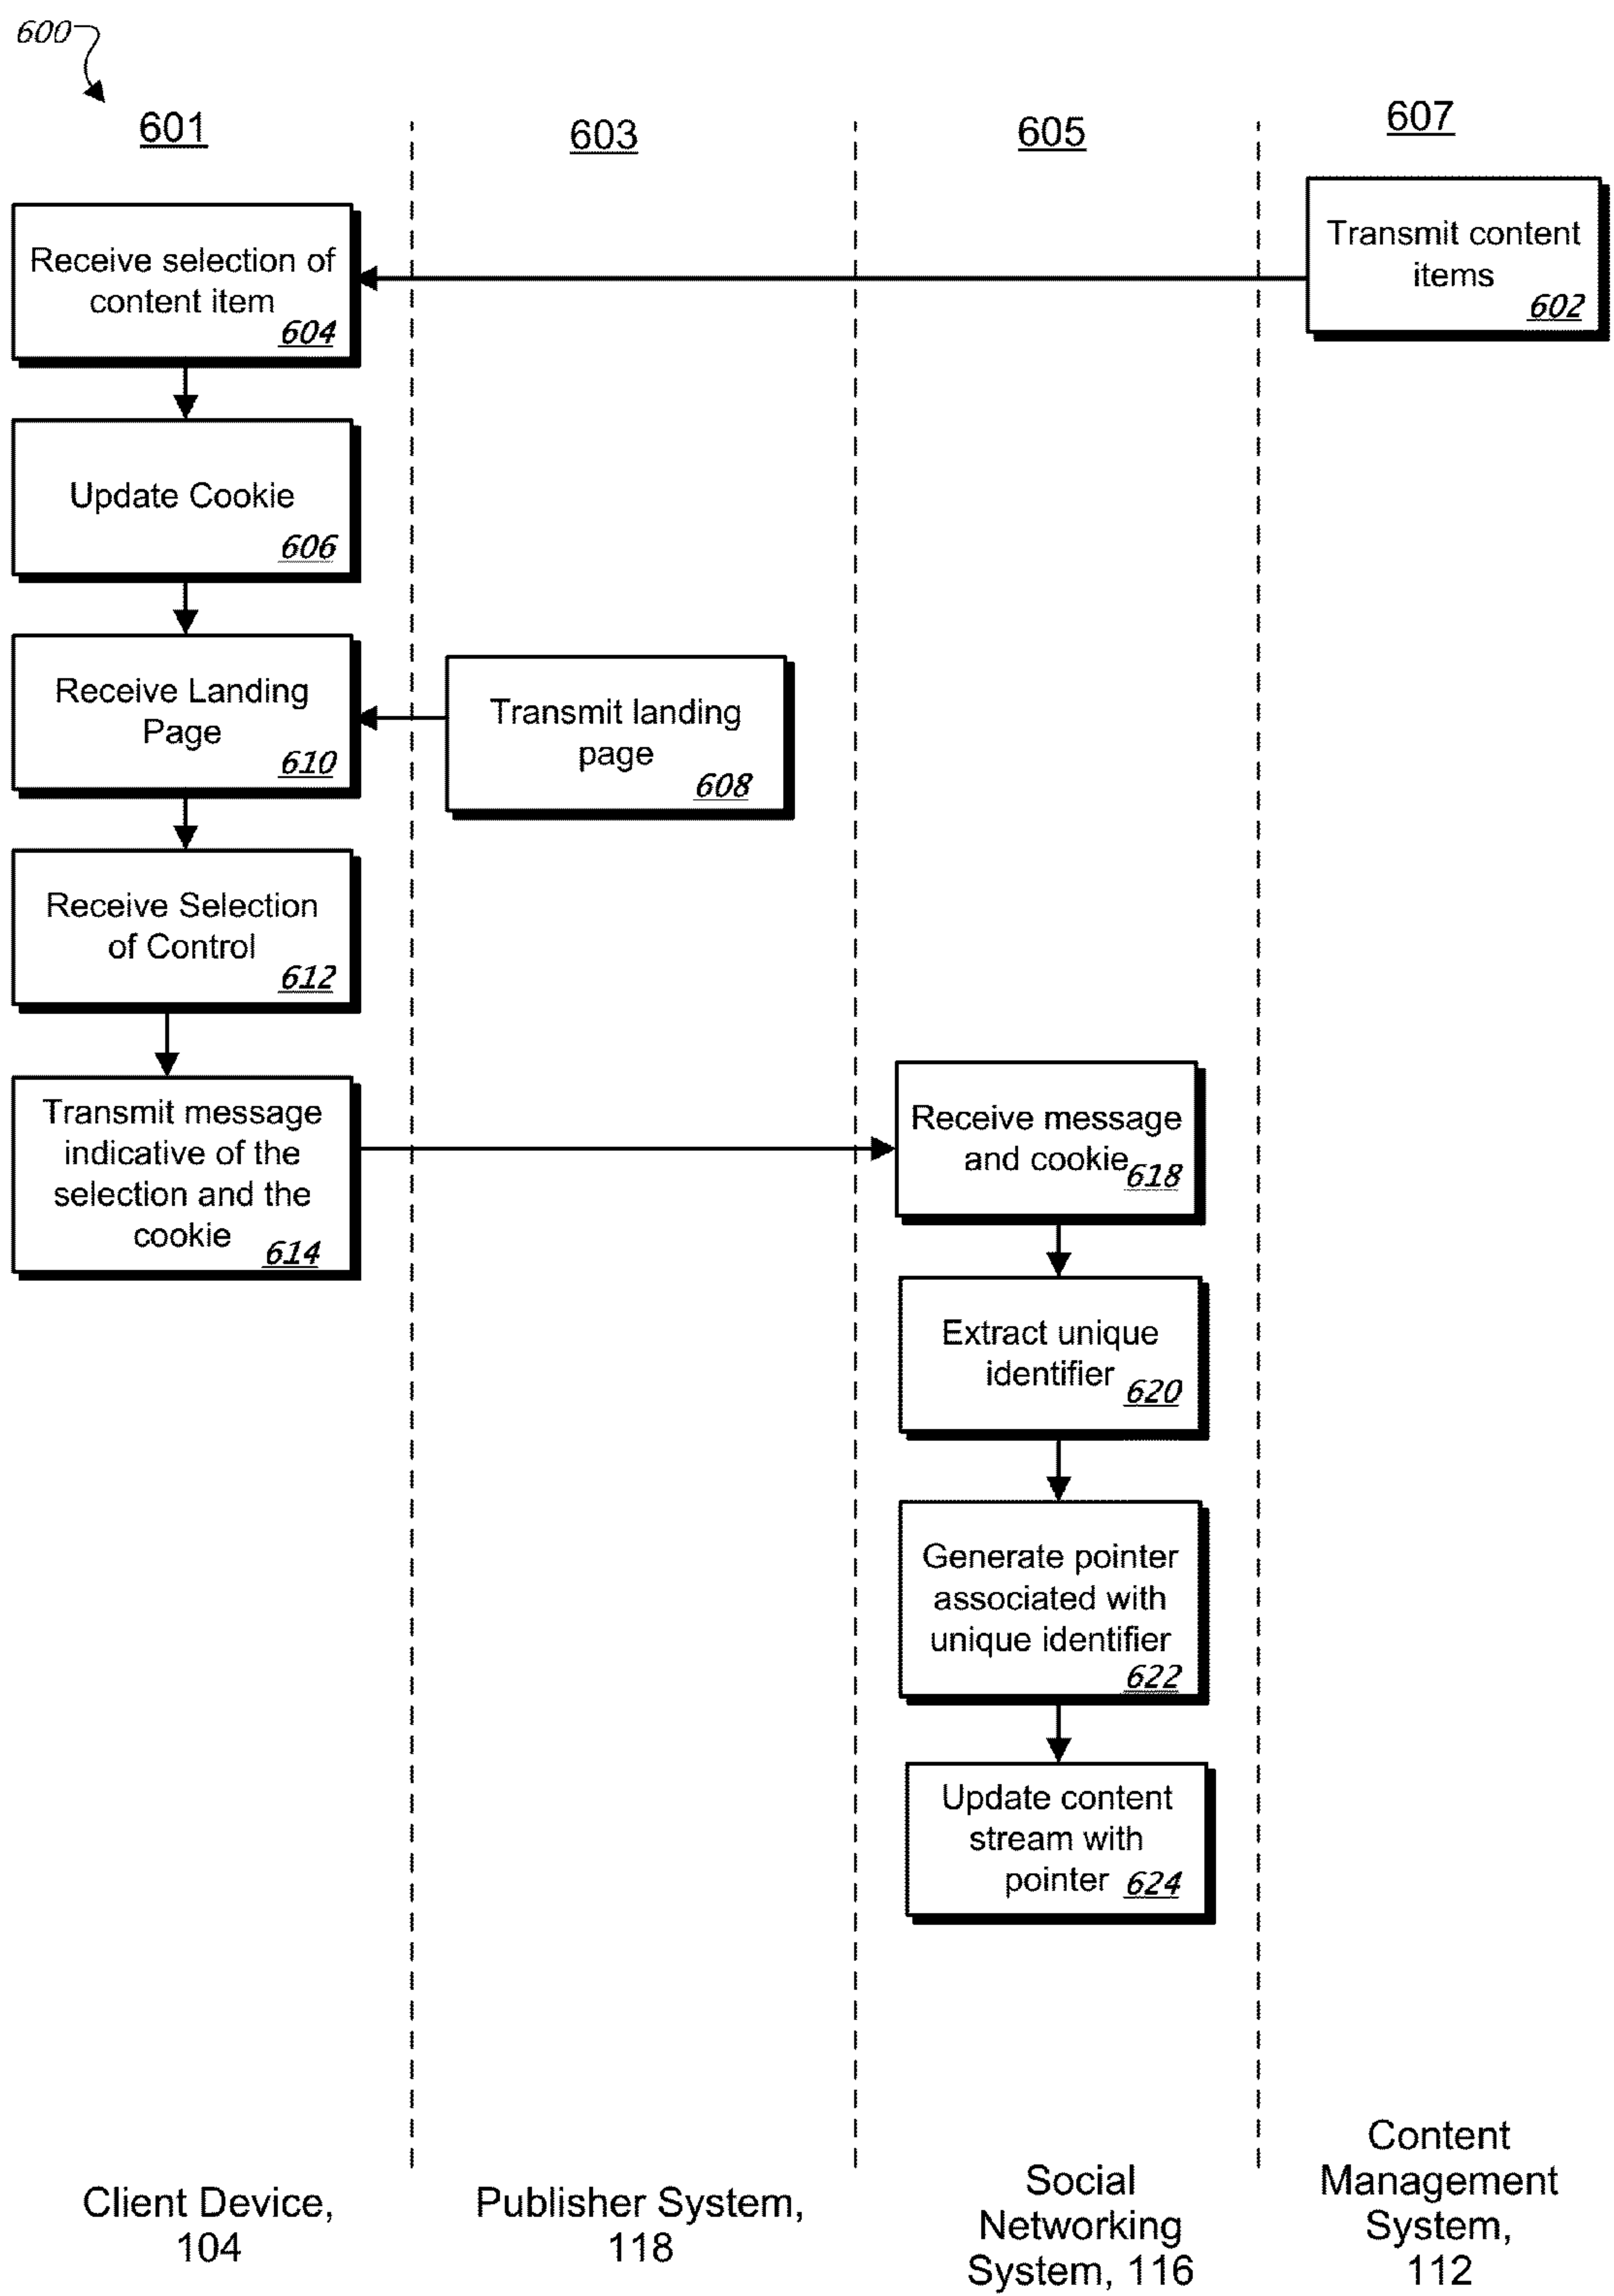 600
601
603
605
607
Transmit content
items
602
Receive selection of
content item
604
Update Cookie
606
Receive Landing
Page
610
Transmit landing
page
608
Receive Selection
of Control
612
Transmit message
indicative of the
selection and the
cookie
614
Receive message
and cookie
618
Extract unique
identifier
620
Generate pointer
associated with
unique identifier
622
Update content
stream with
pointer
624
Client Device,
104
Publisher System,
118
Social
Networking
System, 116
Content
Management
System,
112